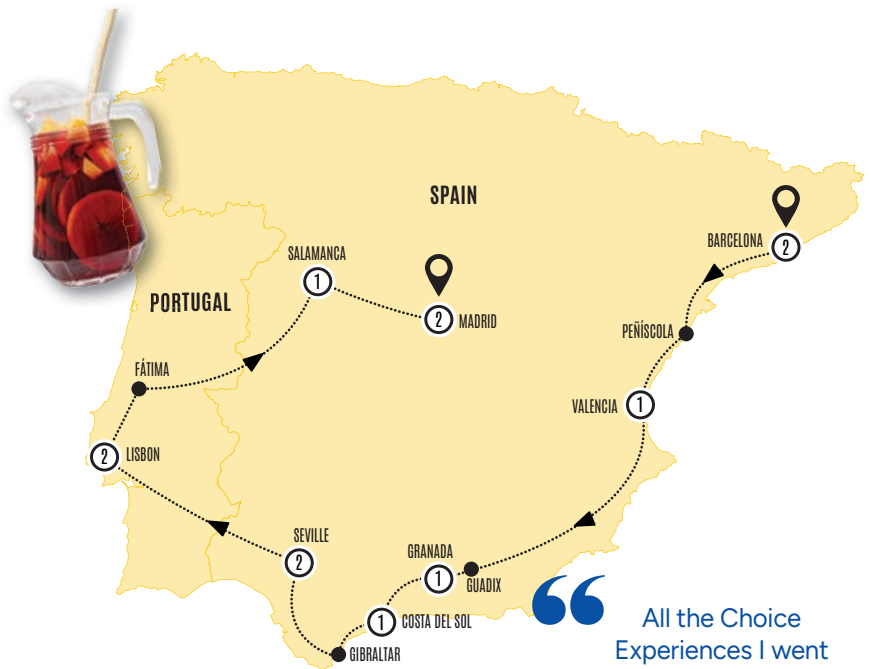 SPAIN
BARCELONA
2
SALAMANCA
1
PORTUGAL
2
MADRID
PEÑÍSCOLA
FÁTIMA
VALENCIA
1
2
LISBON
SEVILLE
2
GRANADA
1
GUADIX
1
COSTA DEL SOL
GIBRALTAR
“
All the Choice
Experiences I went